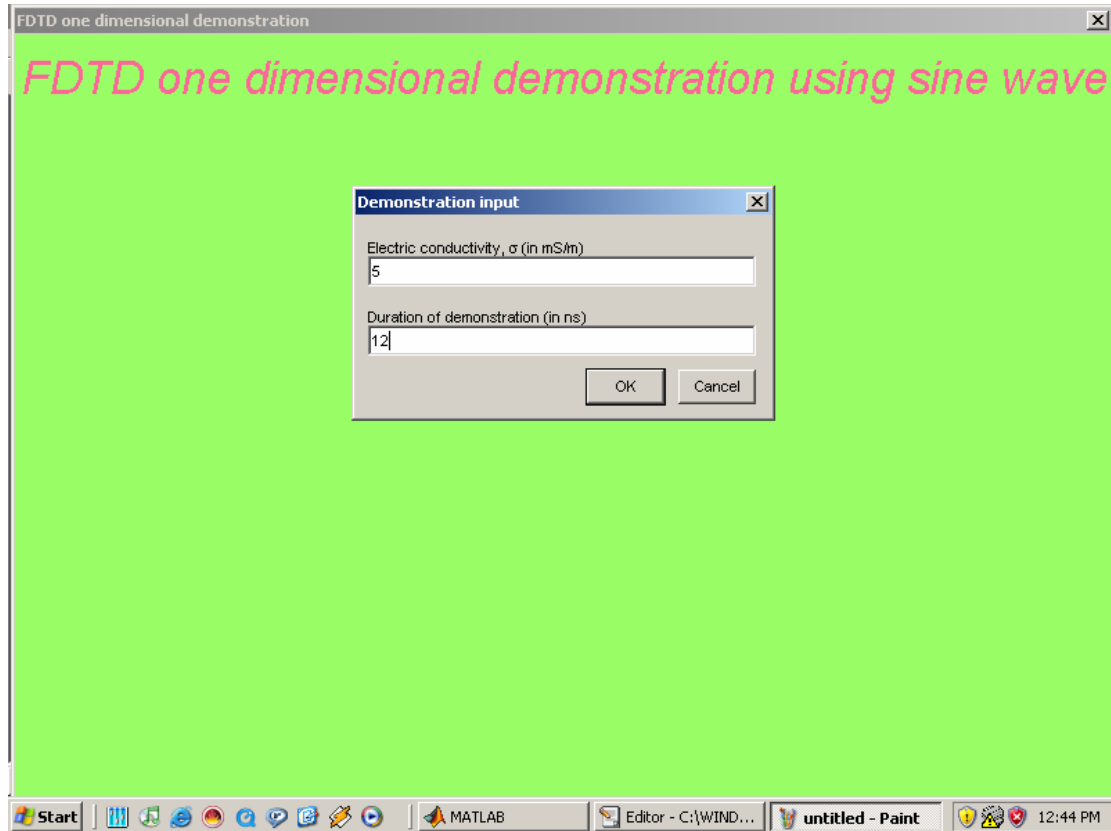 FDTD one dimensional demonstration
FDTD one dimensional demonstration using sine wave
Demonstration input
Electric conductivity, σ (in mS/m)
5
Duration of demonstration (in ns)
12
OK Cancel
Start MATLAB Editor - C:\WIND... untitled - Paint 12:44 PM